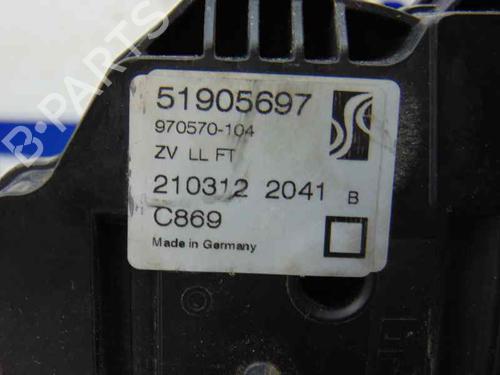 51905697
970570-104
ZV LL FT
210312 2041 B
C869
Made in Germany
B-PARTS